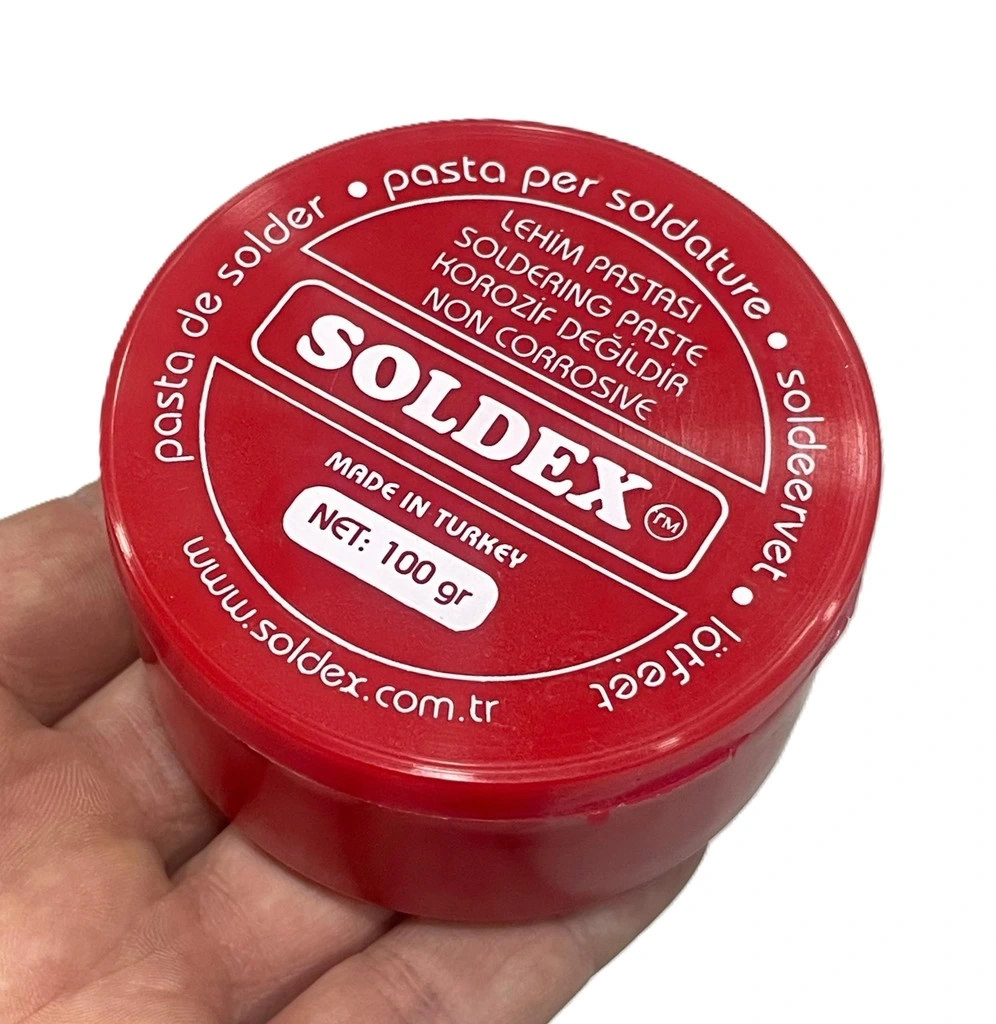 pasta de solder • pasta per soldature • soldeervet • lötfeet
LEHİM PASTASI
SOLDERING PASTE
KOROZİF DEĞİLDİR
NON CORROSIVE
SOLDEX TM
MADE IN TURKEY
NET: 100 gr
www.soldex.com.tr